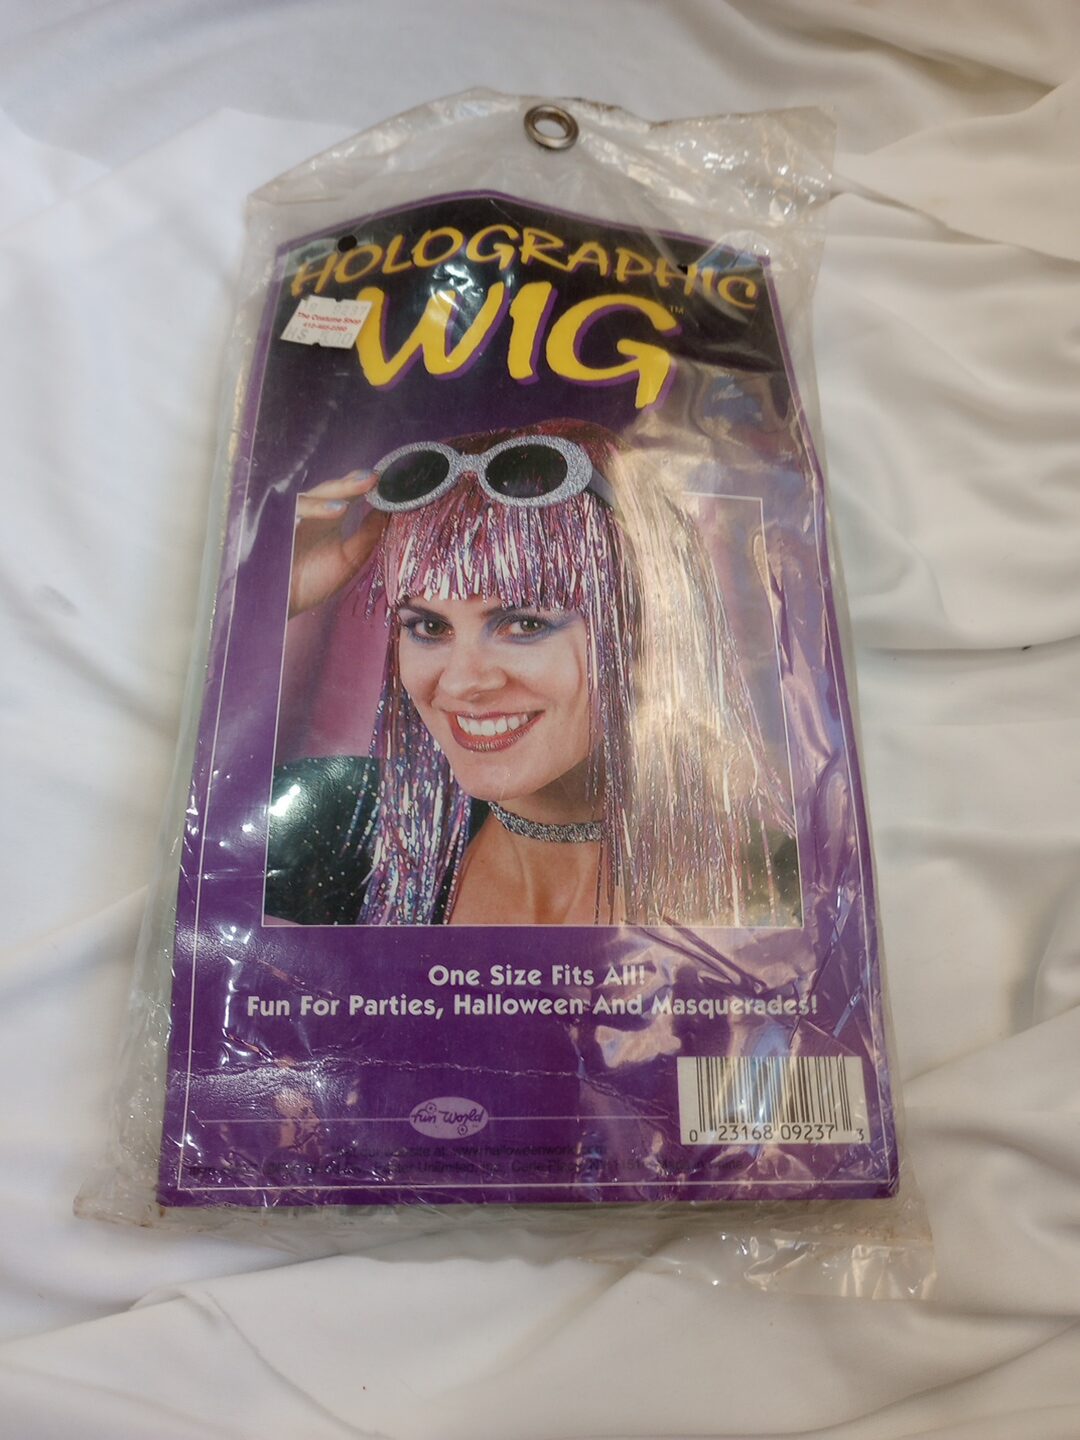 HOLOGRAPHIC
WIG™
The Costume Shop
One Size Fits All!
Fun For Parties, Halloween And Masquerades!
fun World
0 23168 09237 3